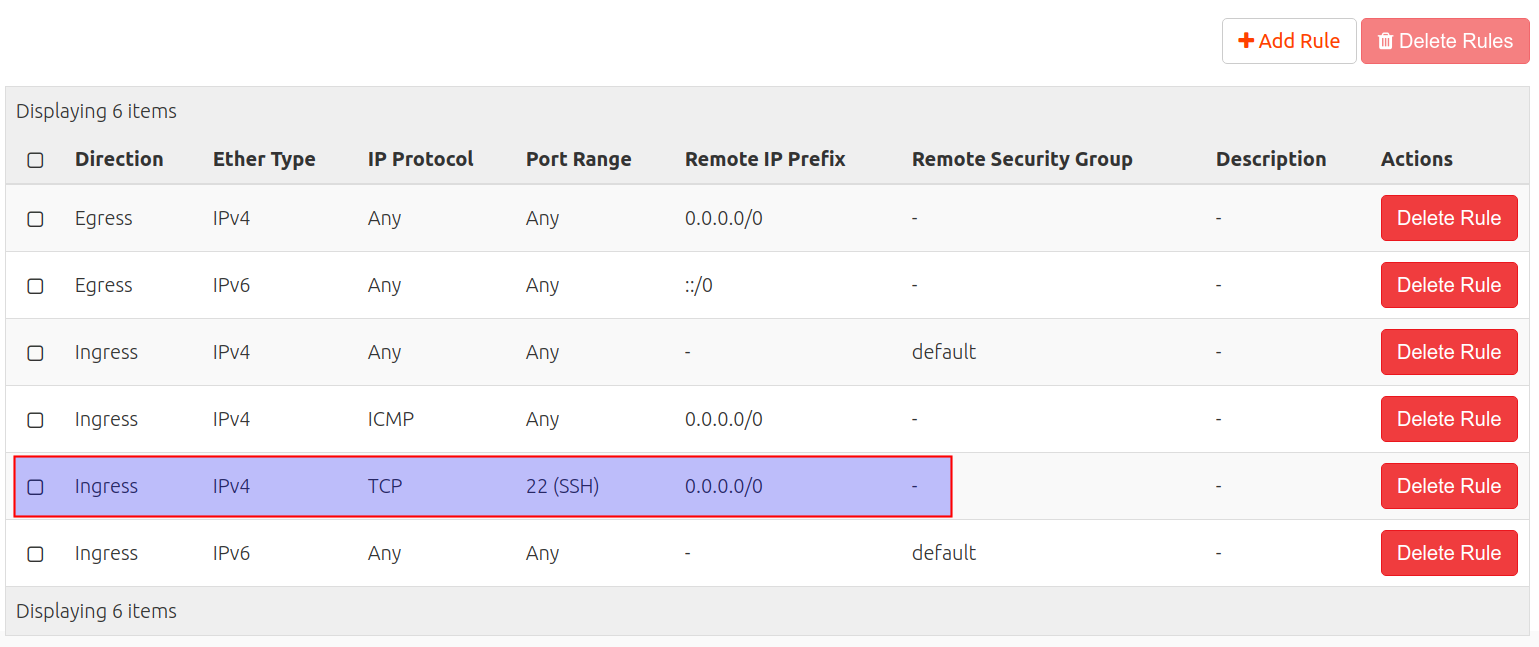 Add Rule Delete Rules
Displaying 6 items
Direction Ether Type IP Protocol Port Range Remote IP Prefix Remote Security Group Description Actions
Egress IPv4 Any Any 0.0.0.0/0 - - Delete Rule
Egress IPv6 Any Any ::/0 - - Delete Rule
Ingress IPv4 Any Any - default - Delete Rule
Ingress IPv4 ICMP Any 0.0.0.0/0 - - Delete Rule
Ingress IPv4 TCP 22 (SSH) 0.0.0.0/0 - - Delete Rule
Ingress IPv6 Any Any - default - Delete Rule
Displaying 6 items